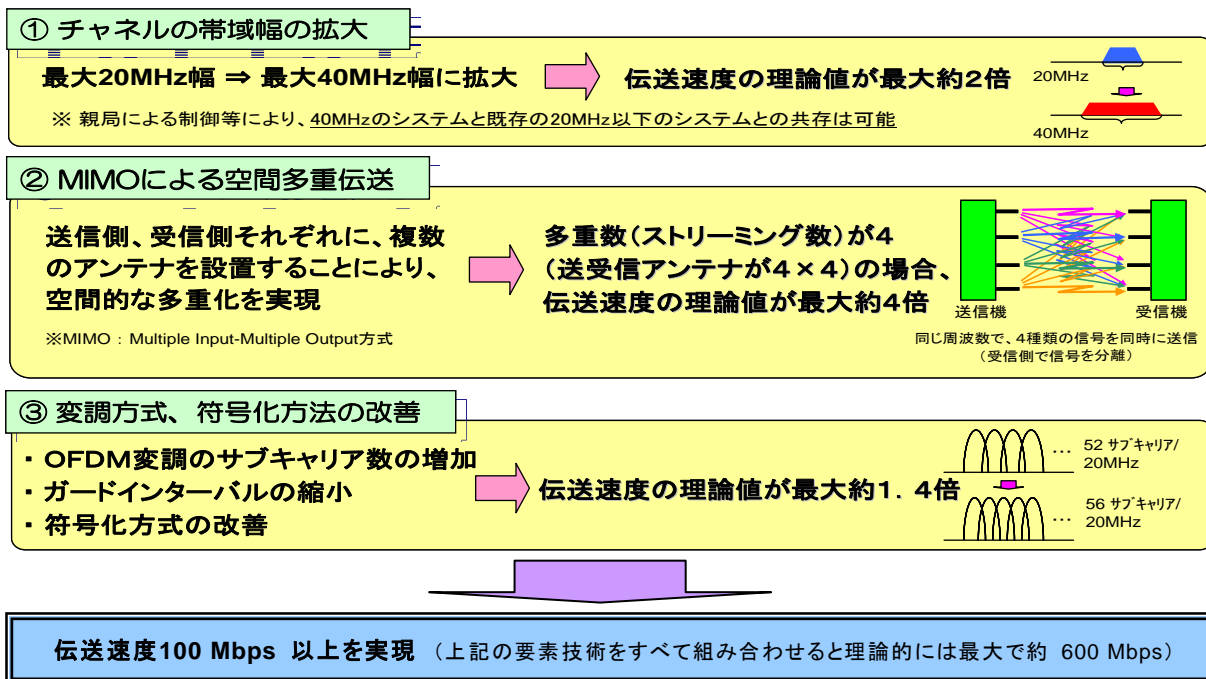 ① チャネルの帯域幅の拡大
最大20MHz幅 ⇒ 最大40MHz幅に拡大
伝送速度の理論値が最大約2倍
20MHz
40MHz
※ 親局による制御等により、40MHzのシステムと既存の20MHz以下のシステムとの共存は可能
② MIMOによる空間多重伝送
送信側、受信側それぞれに、複数
のアンテナを設置することにより、
空間的な多重化を実現
※MIMO : Multiple Input-Multiple Output方式
多重数(ストリーミング数)が4
(送受信アンテナが4×4)の場合、
伝送速度の理論値が最大約4倍
送信機
受信機
同じ周波数で、4種類の信号を同時に送信
(受信側で信号を分離)
③ 変調方式、符号化方法の改善
・ OFDM変調のサブキャリア数の増加
・ ガードインターバルの縮小
・ 符号化方式の改善
伝送速度の理論値が最大約1.4倍
… 52 サブキャリア/
20MHz
… 56 サブキャリア/
20MHz
伝送速度100 Mbps 以上を実現 (上記の要素技術をすべて組み合わせると理論的には最大で約 600 Mbps)